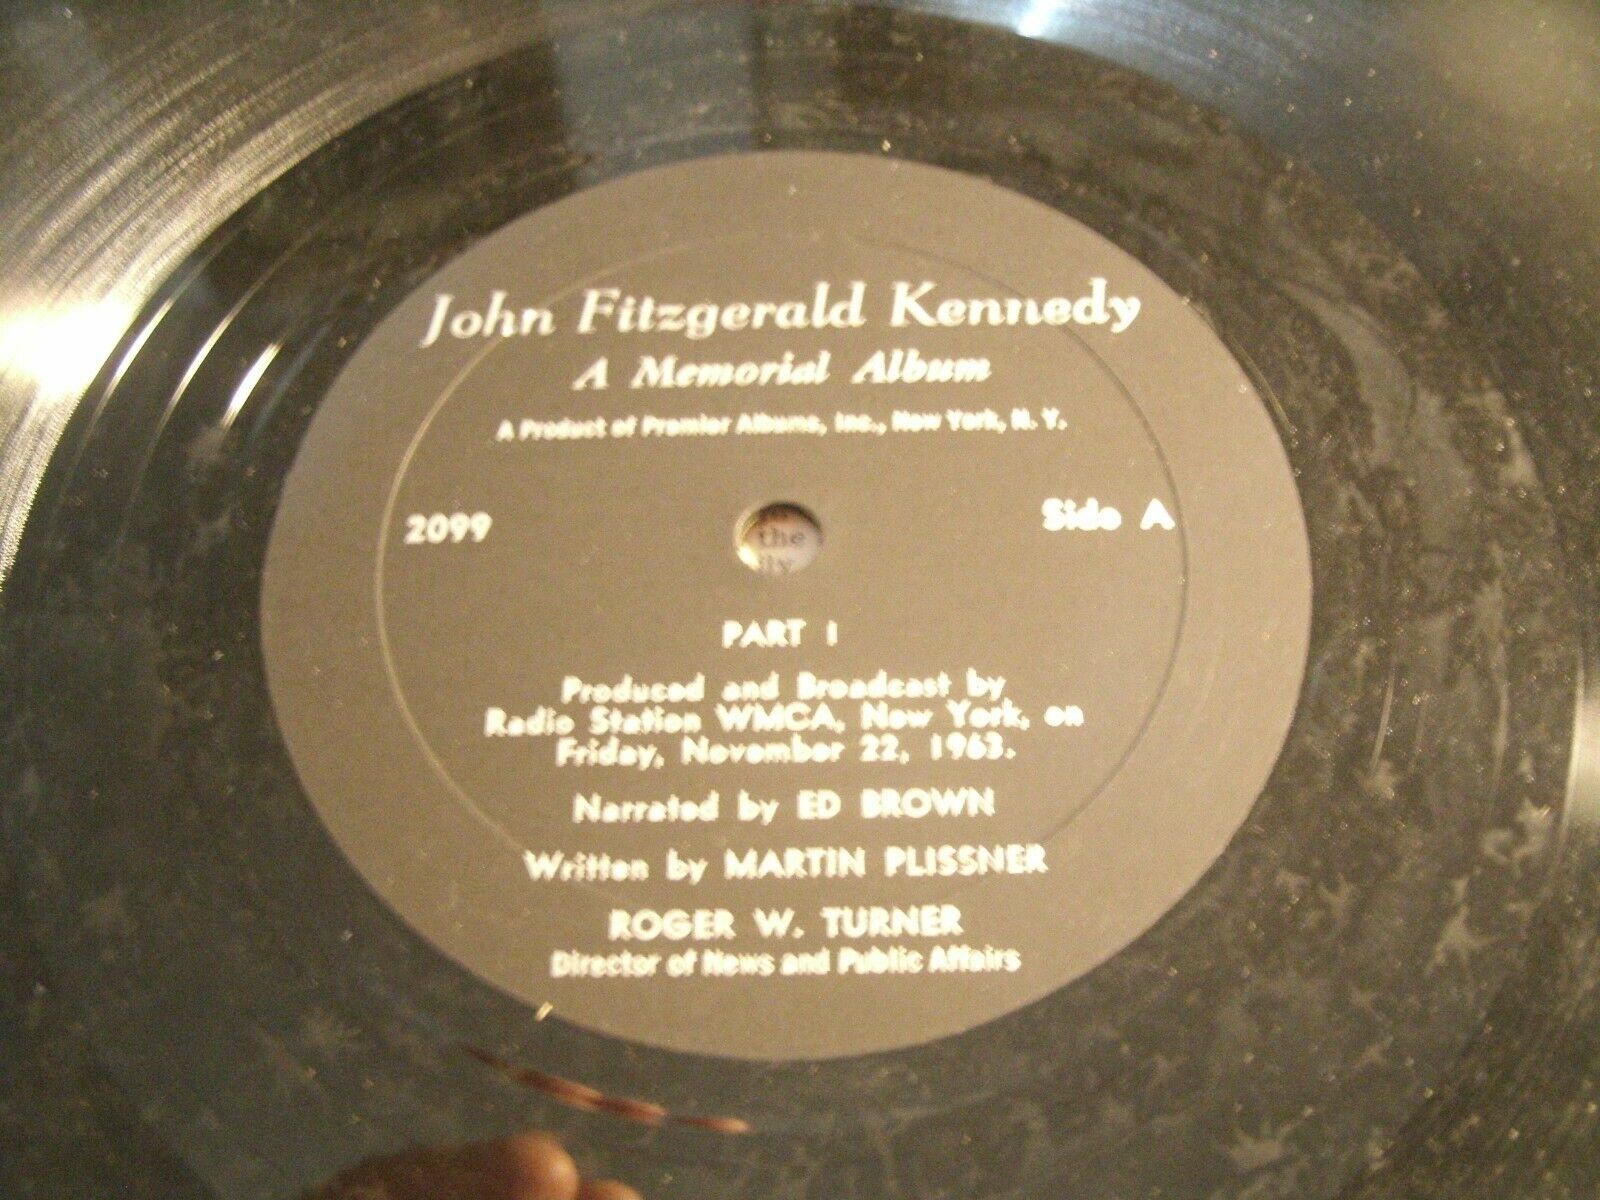 John Fitzgerald Kennedy
A Memorial Album
A Product of Premier Albums, Inc., New York, N. Y.
2099
Side A
the
PART I
Produced and Broadcast by
Radio Station WMCA, New York, on
Friday, November 22, 1963.
Narrated by ED BROWN
Written by MARTIN PLISSNER
ROGER W. TURNER
Director of News and Public Affairs